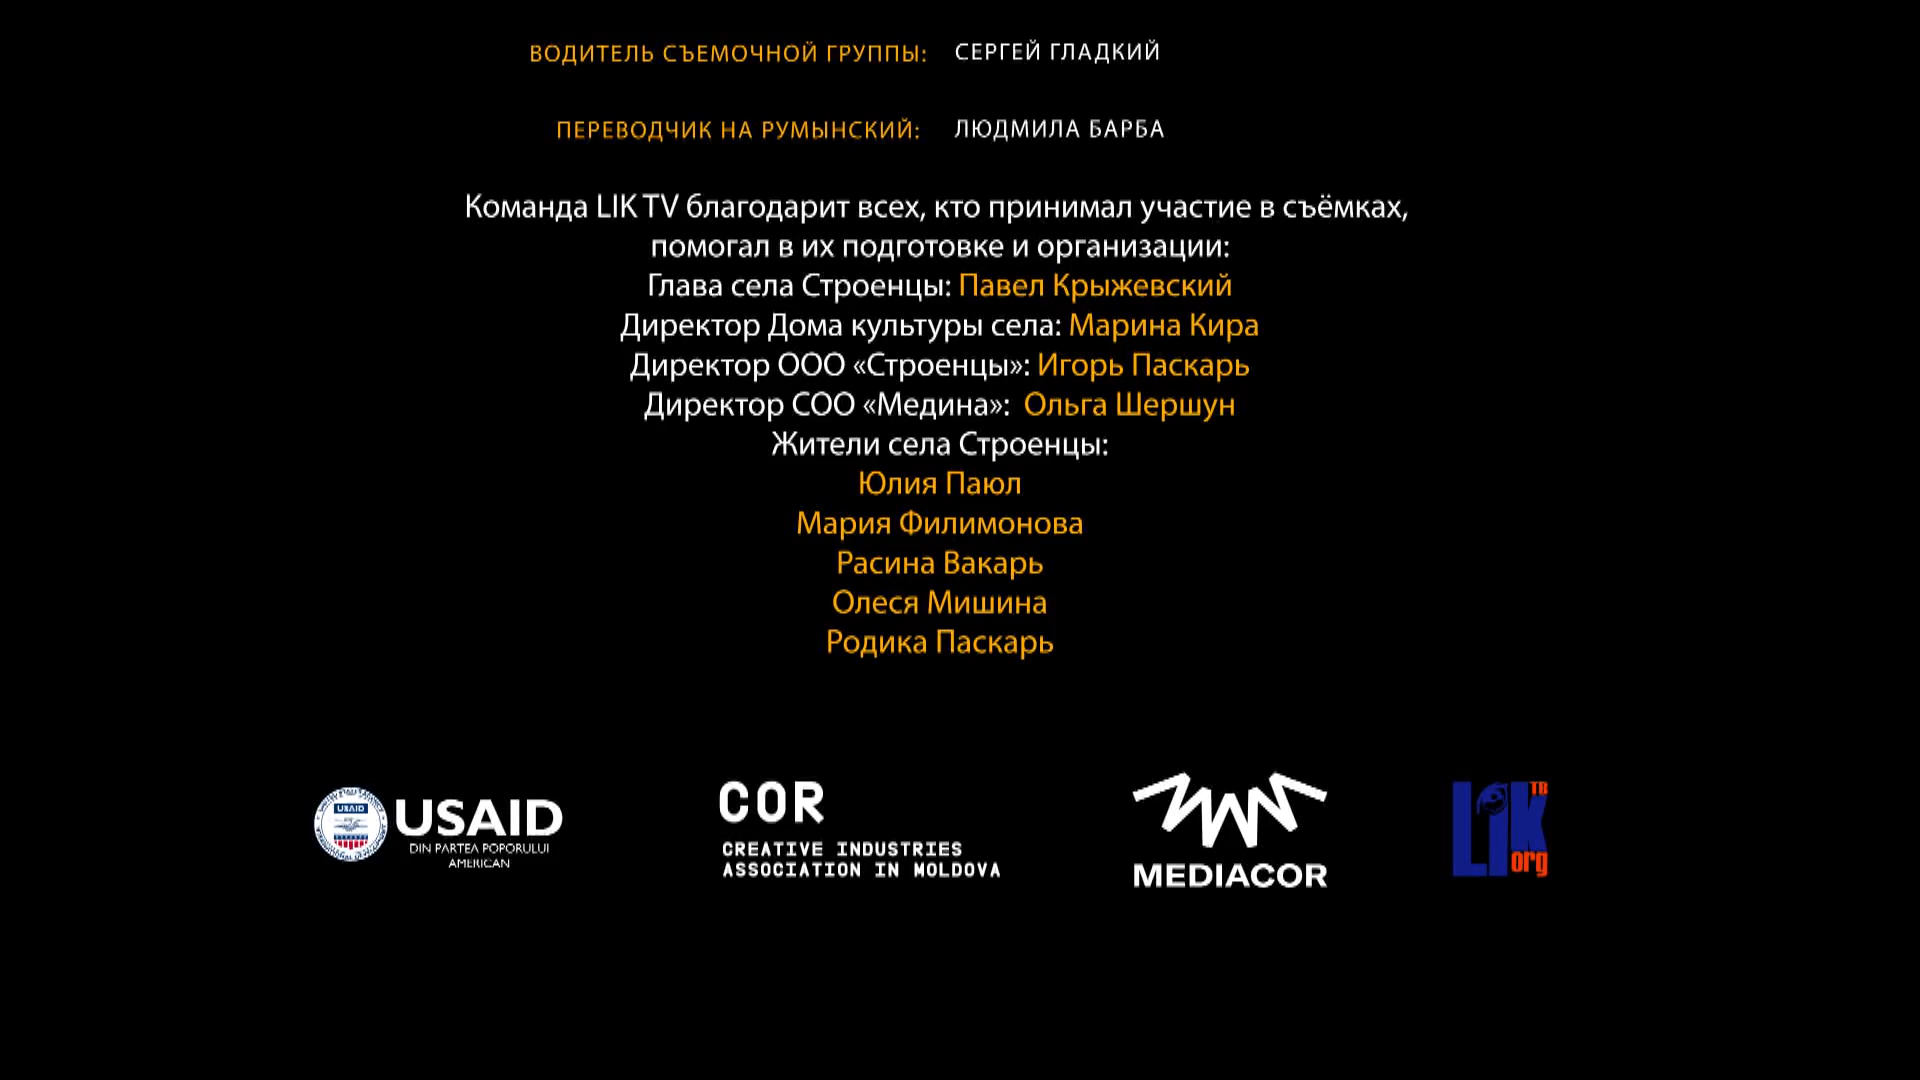 ВОДИТЕЛЬ СЪЕМОЧНОЙ ГРУППЫ: СЕРГЕЙ ГЛАДКИЙ
ПЕРЕВОДЧИК НА РУМЫНСКИЙ: ЛЮДМИЛА БАРБА
Команда LIK TV благодарит всех, кто принимал участие в съёмках,
помогал в их подготовке и организации:
Глава села Строенцы: Павел Крыжевский
Директор Дома культуры села: Марина Кира
Директор ООО «Строенцы»: Игорь Паскарь
Директор СОО «Медина»: Ольга Шершун
Жители села Строенцы:
Юлия Паюл
Мария Филимонова
Расина Вакарь
Олеся Мишина
Родика Паскарь
USAID
USAID
DIN PARTEA POPORULUI
AMERICAN
COR
CREATIVE INDUSTRIES
ASSOCIATION IN MOLDOVA
MEDIACOR
LIK ТВ
org